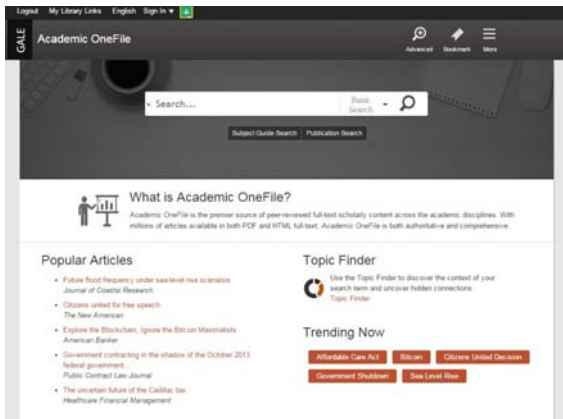 Logout My Library Links English Sign In
GALE
Academic OneFile
Advanced Bookmark More
Search...
Basic Search
Subject Guide Search Publication Search
What is Academic OneFile?
Academic OneFile is the premier source of peer-reviewed full-text scholarly content across the academic disciplines. With
millions of articles available in both PDF and HTML full-text, Academic OneFile is both authoritative and comprehensive.
Popular Articles
Future flood frequency under sea-level rise scenarios
Journal of Coastal Research
Citizens united for free speech
The New American
Explore the Blockchain, Ignore the Bitcoin Maximalists
American Banker
Government contracting in the shadow of the October 2013
federal government...
Public Contract Law Journal
The uncertain future of the Cadillac tax
Healthcare Financial Management
Topic Finder
Use the Topic Finder to discover the context of your
search term and uncover hidden connections.
Topic Finder
Trending Now
Affordable Care Act Bitcoin Citizens United Decision
Government Shutdown Sea Level Rise